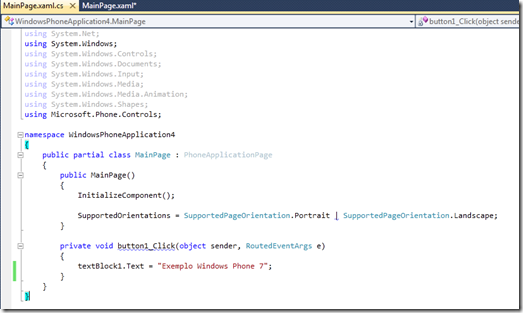 MainPage.xaml.cs X MainPage.xaml*
WindowsPhoneApplication4.MainPage button1_Click(object sende
using System.Net;
using System.Windows;
using System.Windows.Controls;
using System.Windows.Documents;
using System.Windows.Input;
using System.Windows.Media;
using System.Windows.Media.Animation;
using System.Windows.Shapes;
using Microsoft.Phone.Controls;
namespace WindowsPhoneApplication4
{
public partial class MainPage : PhoneApplicationPage
{
public MainPage()
{
InitializeComponent();
SupportedOrientations = SupportedPageOrientation.Portrait | SupportedPageOrientation.Landscape;
}
private void button1_Click(object sender, RoutedEventArgs e)
{
textBlock1.Text = "Exemplo Windows Phone 7";
}
}
}